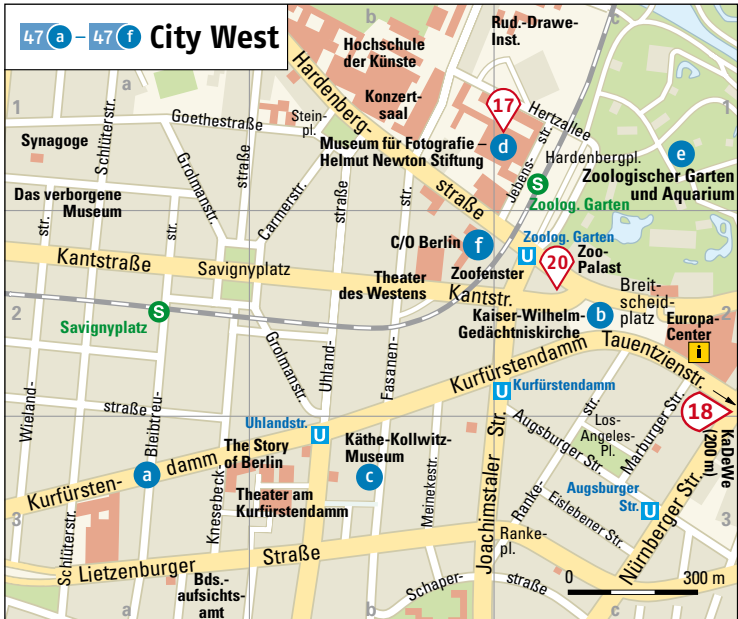 47 a – 47 f City West
b
c
a
1
1
Rud.-Drawe-
Inst.
Hochschule
der Künste
Konzert-
saal
17
Hardenberg-
straße
Hertzallee
Goethestraße
Stein-
pl.
Schlüterstr.
Synagoge
Grolmanstr.
straße
Carmerstr.
Museum für Fotografie –
Helmut Newton Stiftung
d
Jebens-
str.
Hardenbergpl.
e
Zoologischer Garten
und Aquarium
S
Zoolog. Garten
Das verborgene
Museum
str.
str.
straße
str.
C/O Berlin
f
U
Zoolog. Garten
Kantstraße
Savignyplatz
Theater
des Westens
Zoofenster
20
Zoo-
Palast
Kantstr.
Breit-
scheid-
platz
2
2
S
Savignyplatz
Kaiser-Wilhelm-
Gedächtniskirche
b
Europa-
Center
i
Grolmanstr.
Uhland-
Fasanen-
Kurfürstendamm
Tauentzienstr.
U
Kurfürstendamm
Wieland-
straße
Bleibtreu-
Uhlandstr.
U
str.
Los-
Angeles-
Pl.
Marburger Str.
18
KaDeWe
(200 m)
The Story
of Berlin
Käthe-Kollwitz-
Museum
c
Augsburger Str.
Kurfürsten-
damm
a
Knesebeck-
Theater am
Kurfürstendamm
Meinekestr.
Joachimstaler Str.
Ranke-
Eislebener Str.
Augsburger
Str.
U
Nürnberger Str.
3
3
Schlüterstr.
Lietzenburger
Straße
Ranke-
pl.
Bds.-
aufsichts-
amt
Schaper-
straße
0
300 m
a
b
c